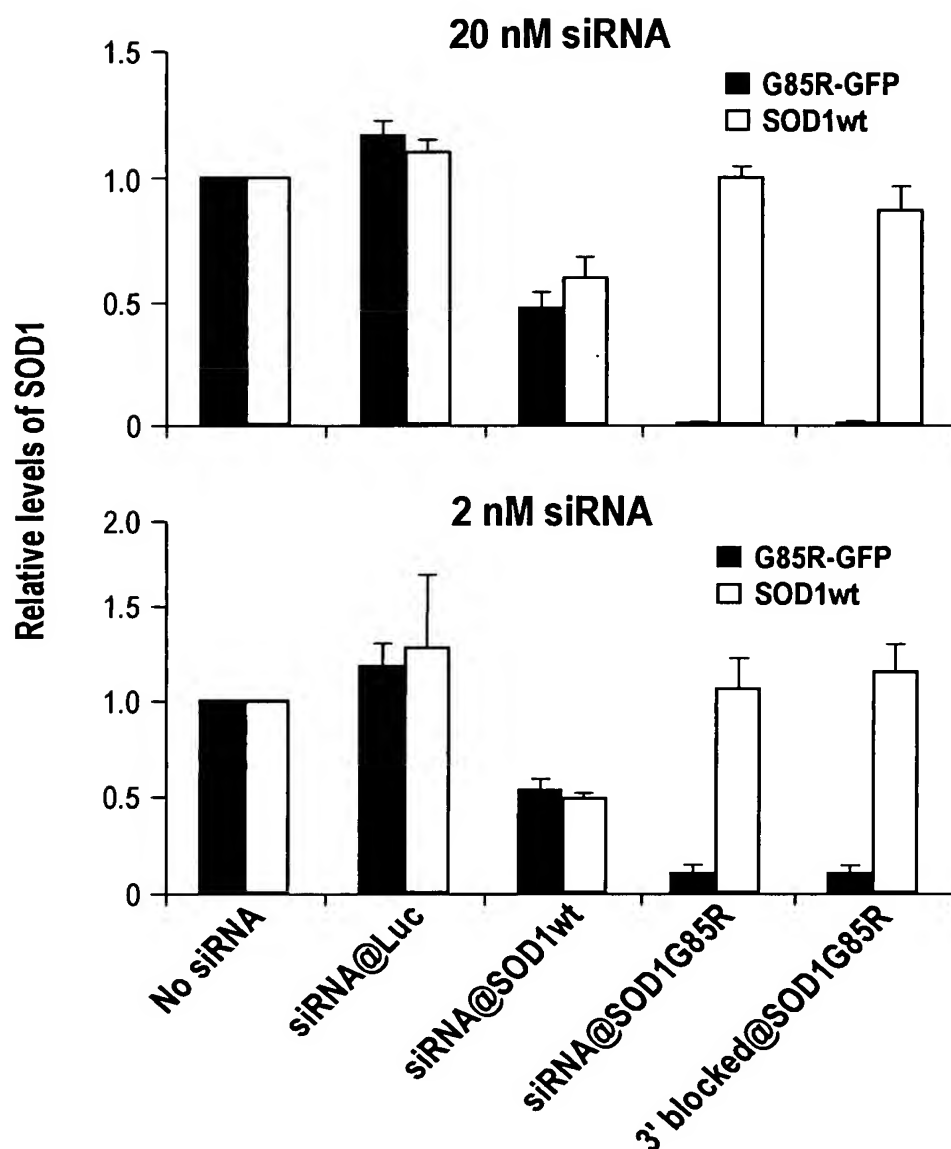 20 nM siRNA
1.5
1.0
0.5
0
G85R-GFP
SOD1wt
Relative levels of SOD1
2 nM siRNA
2.0
1.5
1.0
0.5
0
G85R-GFP
SOD1wt
No siRNA
siRNA@Luc
siRNA@SOD1wt
siRNA@SOD1G85R
3' blocked@SOD1G85R